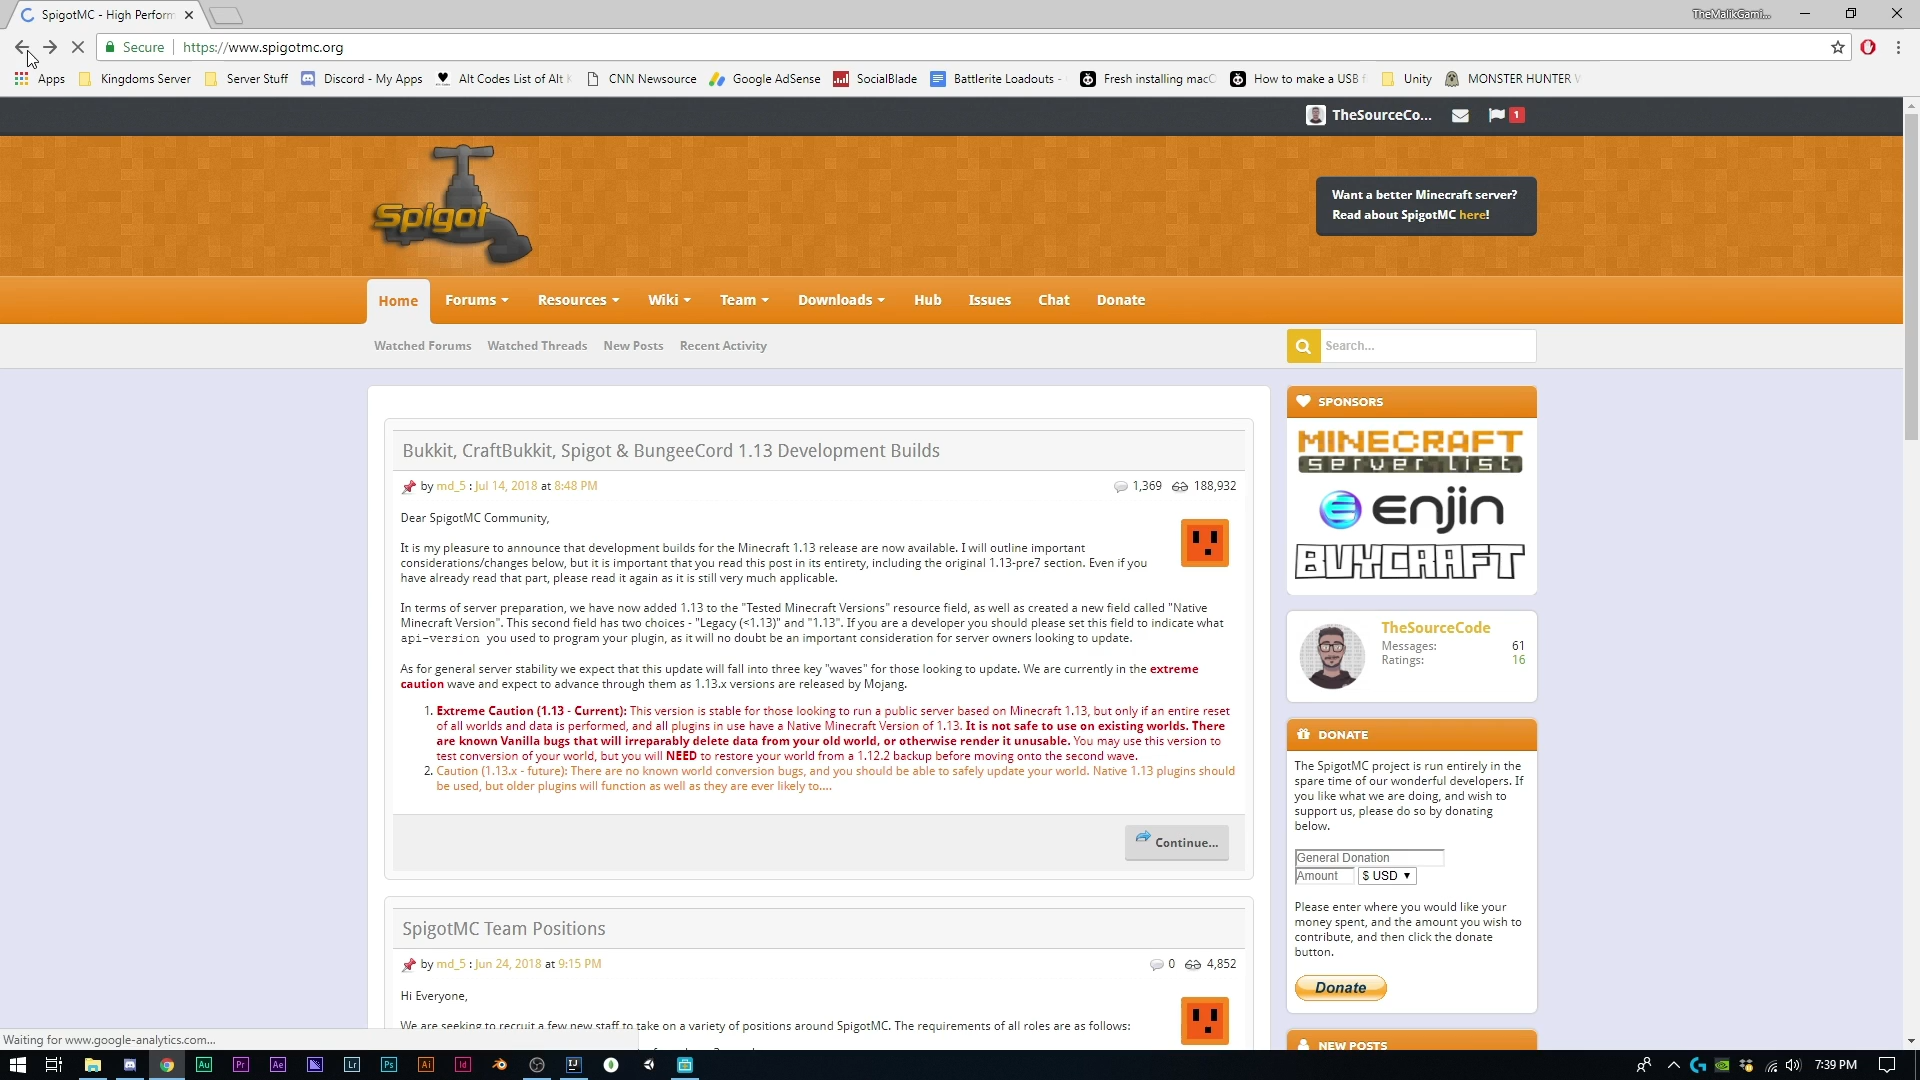 SpigotMC - High Perform
TheMalikGami...
Secure
https://www.spigotmc.org
Apps
Kingdoms Server
Server Stuff
Discord - My Apps
Alt Codes List of Alt
CNN Newsource
Google AdSense
SocialBlade
Battlerite Loadouts -
Fresh installing mac
How to make a USB
Unity
MONSTER HUNTER
TheSourceCo...
1
Spigot
Want a better Minecraft server?
Read about SpigotMC here!
Home
Forums
Resources
Wiki
Team
Downloads
Hub
Issues
Chat
Donate
Watched Forums
Watched Threads
New Posts
Recent Activity
Search...
Bukkit, CraftBukkit, Spigot & BungeeCord 1.13 Development Builds
by md_5 : Jul 14, 2018 at 8:48 PM
1,369
188,932
Dear SpigotMC Community,
It is my pleasure to announce that development builds for the Minecraft 1.13 release are now available. I will outline important
considerations/changes below, but it is important that you read this post in its entirety, including the original 1.13-pre7 section. Even if you
have already read that part, please read it again as it is still very much applicable.
In terms of server preparation, we have now added 1.13 to the "Tested Minecraft Versions" resource field, as well as created a new field called "Native
Minecraft Version". This second field has two choices - "Legacy (<1.13)" and "1.13". If you are a developer you should please set this field to indicate what
api-version you used to program your plugin, as it will no doubt be an important consideration for server owners looking to update.
As for general server stability we expect that this update will fall into three key "waves" for those looking to update. We are currently in the extreme
caution wave and expect to advance through them as 1.13.x versions are released by Mojang.
1. Extreme Caution (1.13 - Current): This version is stable for those looking to run a public server based on Minecraft 1.13, but only if an entire reset
of all worlds and data is performed, and all plugins in use have a Native Minecraft Version of 1.13. It is not safe to use on existing worlds. There
are known Vanilla bugs that will irreparably delete data from your old world, or otherwise render it unusable. You may use this version to
test conversion of your world, but you will NEED to restore your world from a 1.12.2 backup before moving onto the second wave.
2. Caution (1.13.x - future): There are no known world conversion bugs, and you should be able to safely update your world. Native 1.13 plugins should
be used, but older plugins will function as well as they are ever likely to....
Continue...
SpigotMC Team Positions
by md_5 : Jun 24, 2018 at 9:15 PM
0
4,852
Hi Everyone,
We are seeking to recruit a few new staff to take on a variety of positions around SpigotMC. The requirements of all roles are as follows:
SPONSORS
MINECRAFT
server list
enjin
BUYCRAFT
TheSourceCode
Messages: 61
Ratings: 16
DONATE
The SpigotMC project is run entirely in the
spare time of our wonderful developers. If
you like what we are doing, and wish to
support us, please do so by donating
below.
General Donation
Amount
$ USD
Please enter where you would like your
money spent, and the amount you wish to
contribute, and then click the donate
button.
Donate
NEW POSTS
Waiting for www.google-analytics.com...
Au
Pr
Ae
Lr
Ps
Ai
Id
IJ
7:39 PM